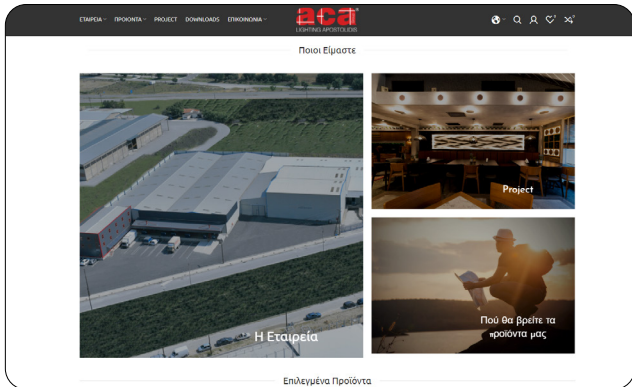 ΕΤΑΙΡΕΙΑ ΠΡΟΙΟΝΤΑ PROJECT DOWNLOADS ΕΠΙΚΟΙΝΩΝΙΑ
aca
LIGHTING APOSTOLIDIS
Ποιοι Είμαστε
Project
Η Εταιρεία
Πού θα βρείτε τα
προϊόντα μας
Επιλεγμένα Προϊόντα